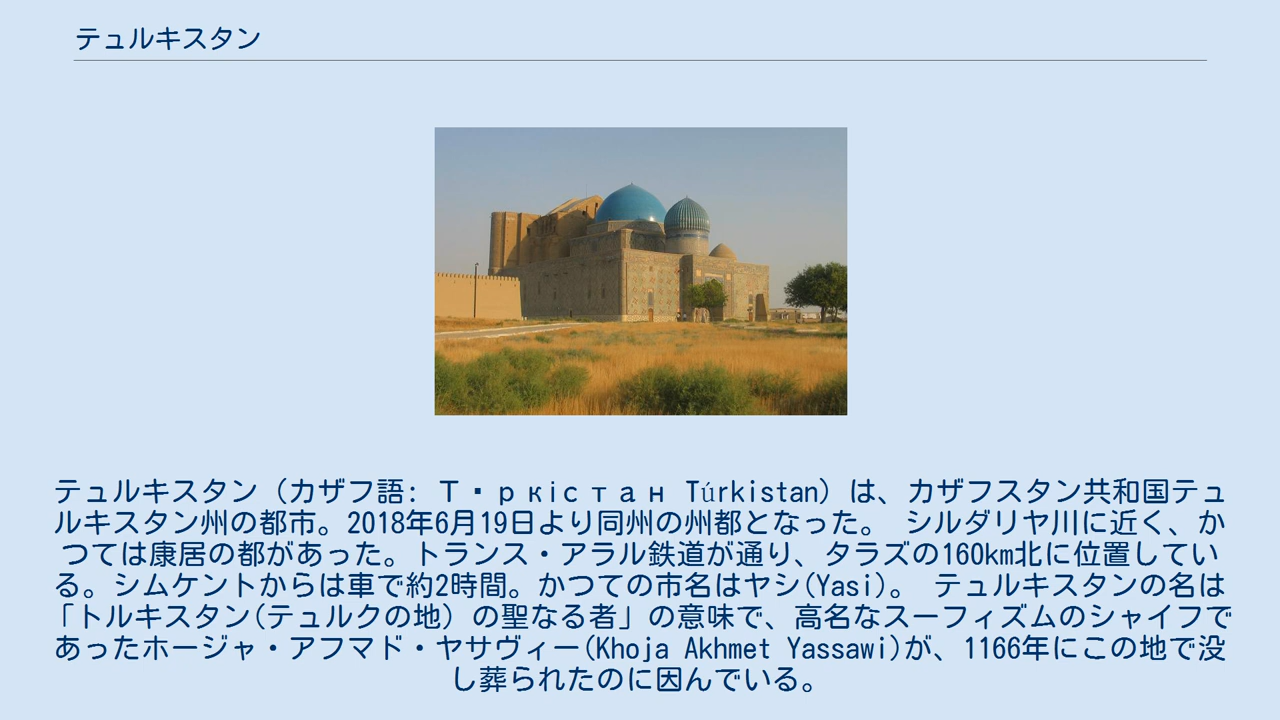 テュルキスタン
テュルキスタン（カザフ語: Т▪ркістан Túrkistan）は、カザフスタン共和国テュ
ルキスタン州の都市。2018年6月19日より同州の州都となった。 シルダリヤ川に近く、か
つては康居の都があった。トランス・アラル鉄道が通り、タラズの160km北に位置してい
る。シムケントからは車で約2時間。かつての市名はヤシ(Yasi)。 テュルキスタンの名は
「トルキスタン(テュルクの地）の聖なる者」の意味で、高名なスーフィズムのシャイフで
あったホージャ・アフマド・ヤサヴィー(Khoja Akhmet Yassawi)が、1166年にこの地で没
し葬られたのに因んでいる。